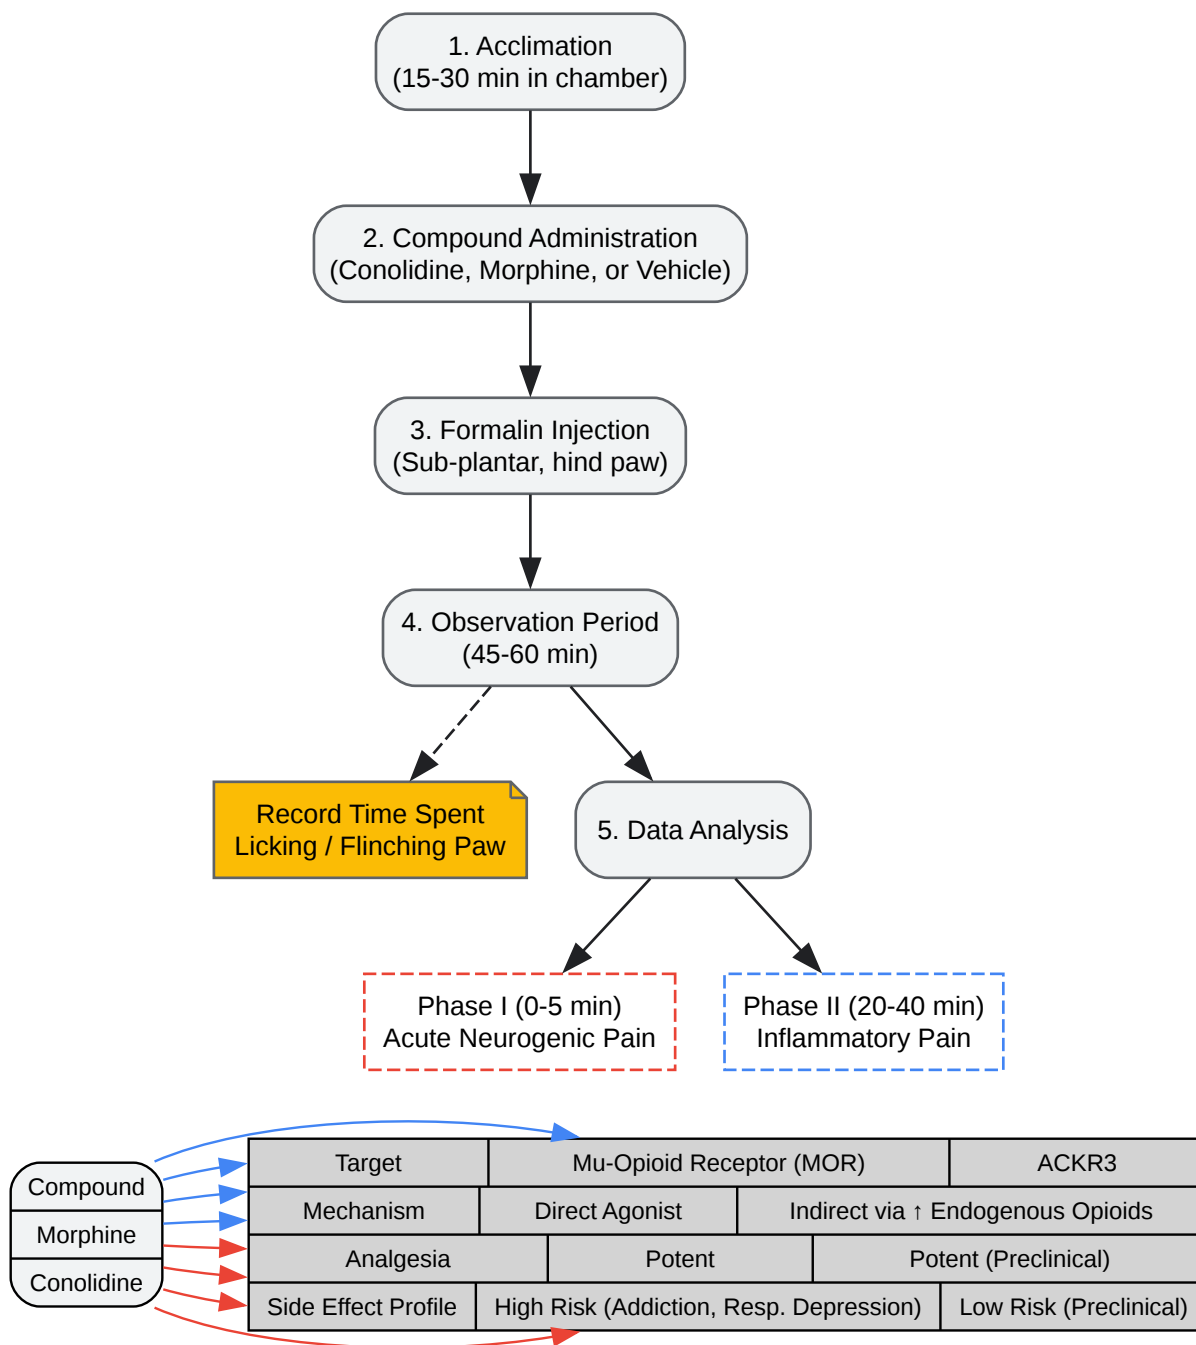 1. Acclimation
(15-30 min in chamber)
2. Compound Administration
(Conolidine, Morphine, or Vehicle)
3. Formalin Injection
(Sub-plantar, hind paw)
4. Observation Period
(45-60 min)
Record Time Spent
Licking / Flinching Paw
5. Data Analysis
Phase I (0-5 min)
Acute Neurogenic Pain
Phase II (20-40 min)
Inflammatory Pain
Compound
Morphine
Conolidine
Target
Mu-Opioid Receptor (MOR)
ACKR3
Mechanism
Direct Agonist
Indirect via ↑ Endogenous Opioids
Analgesia
Potent
Potent (Preclinical)
Side Effect Profile
High Risk (Addiction, Resp. Depression)
Low Risk (Preclinical)